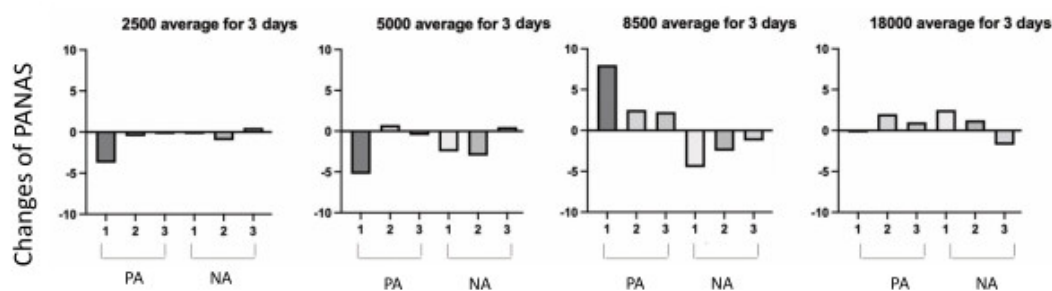 2500 average for 3 days
5000 average for 3 days
8500 average for 3 days
18000 average for 3 days
Changes of PANAS
10
5
0
-5
-10
1 2 3 1 2 3
PA NA
10
5
0
-5
-10
1 2 3 1 2 3
PA NA
10
5
0
-5
-10
1 2 3 1 2 3
PA NA
10
5
0
-5
-10
1 2 3 1 2 3
PA NA